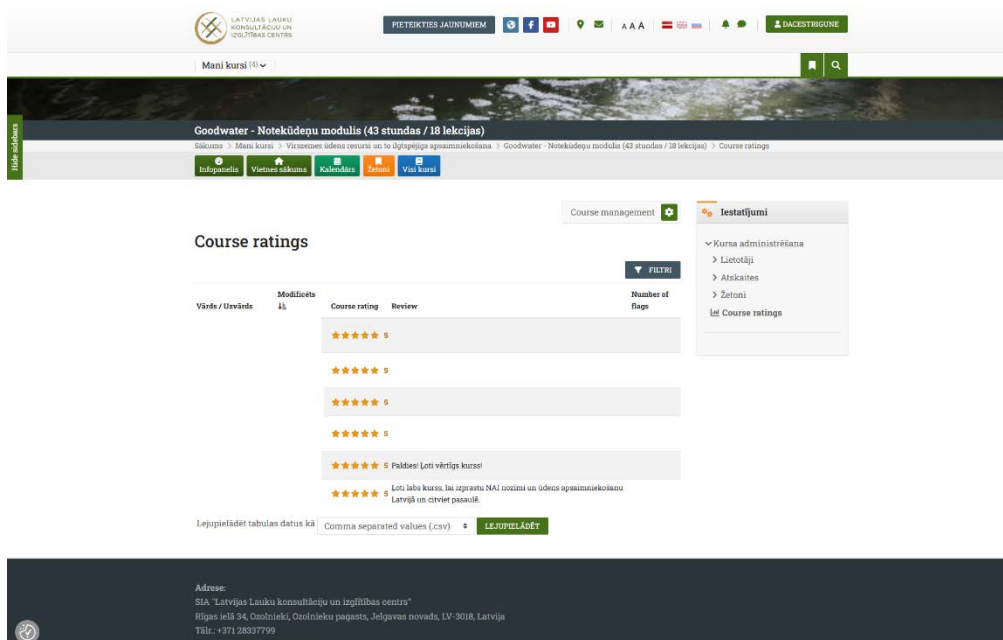 LATVIJAS LAUKU
KONSULTĀCIJU UN
IZGLĪTĪBAS CENTRS
PIETEIKTIES JAUNUMIEM
A A A
DACESTRIGUNE
Mani kursi (4)
Hide sidebars
Goodwater - Notekūdeņu modulis (43 stundas / 18 lekcijas)
Sākums > Mani kursi > Virszemes ūdens resursi un to ilgtspējīga apsaimniekošana > Goodwater - Notekūdeņu modulis (43 stundas / 18 lekcijas) > Course ratings
Infopanelis Vietnes sākums Kalendārs Žetoni Visi kursi
Course management
Iestatījumi
Course ratings
Kursa administrēšana
Lietotāji
FILTRI
Atskaites
Žetoni
Course ratings
Vārds / Uzvārds Modificēts Course rating Review Number of flags
5
5
5
5
5 Paldies! Ļoti vērtīgs kurss!
5 Ļoti labs kurss, lai izprastu NAI nozīmi un ūdens apsaimniekošanu
Latvijā un citviet pasaulē.
Lejupielādēt tabulas datus kā Comma separated values (.csv) LEJUPIELĀDĒT
Adrese:
SIA "Latvijas Lauku konsultāciju un izglītības centrs"
Rīgas ielā 34, Ozolnieki, Ozolnieku pagasts, Jelgavas novads, LV-3018, Latvija
Tālr.: +371 28337799